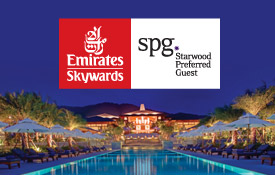 Emirates
Skywards
spg.
Starwood
Preferred
Guest